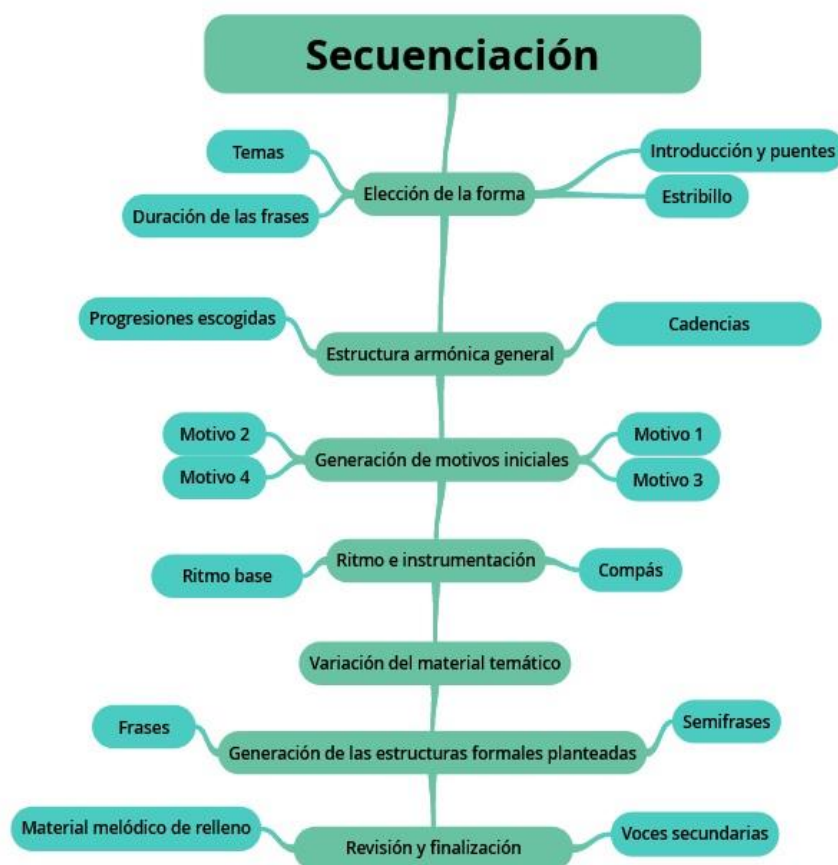 Secuenciación
Temas
Introducción y puentes
Elección de la forma
Estribillo
Duración de las frases
Progresiones escogidas
Cadencias
Estructura armónica general
Motivo 2
Motivo 1
Generación de motivos iniciales
Motivo 4
Motivo 3
Ritmo e instrumentación
Ritmo base
Compás
Variación del material temático
Frases
Semifrases
Generación de las estructuras formales planteadas
Material melódico de relleno
Voces secundarias
Revisión y finalización